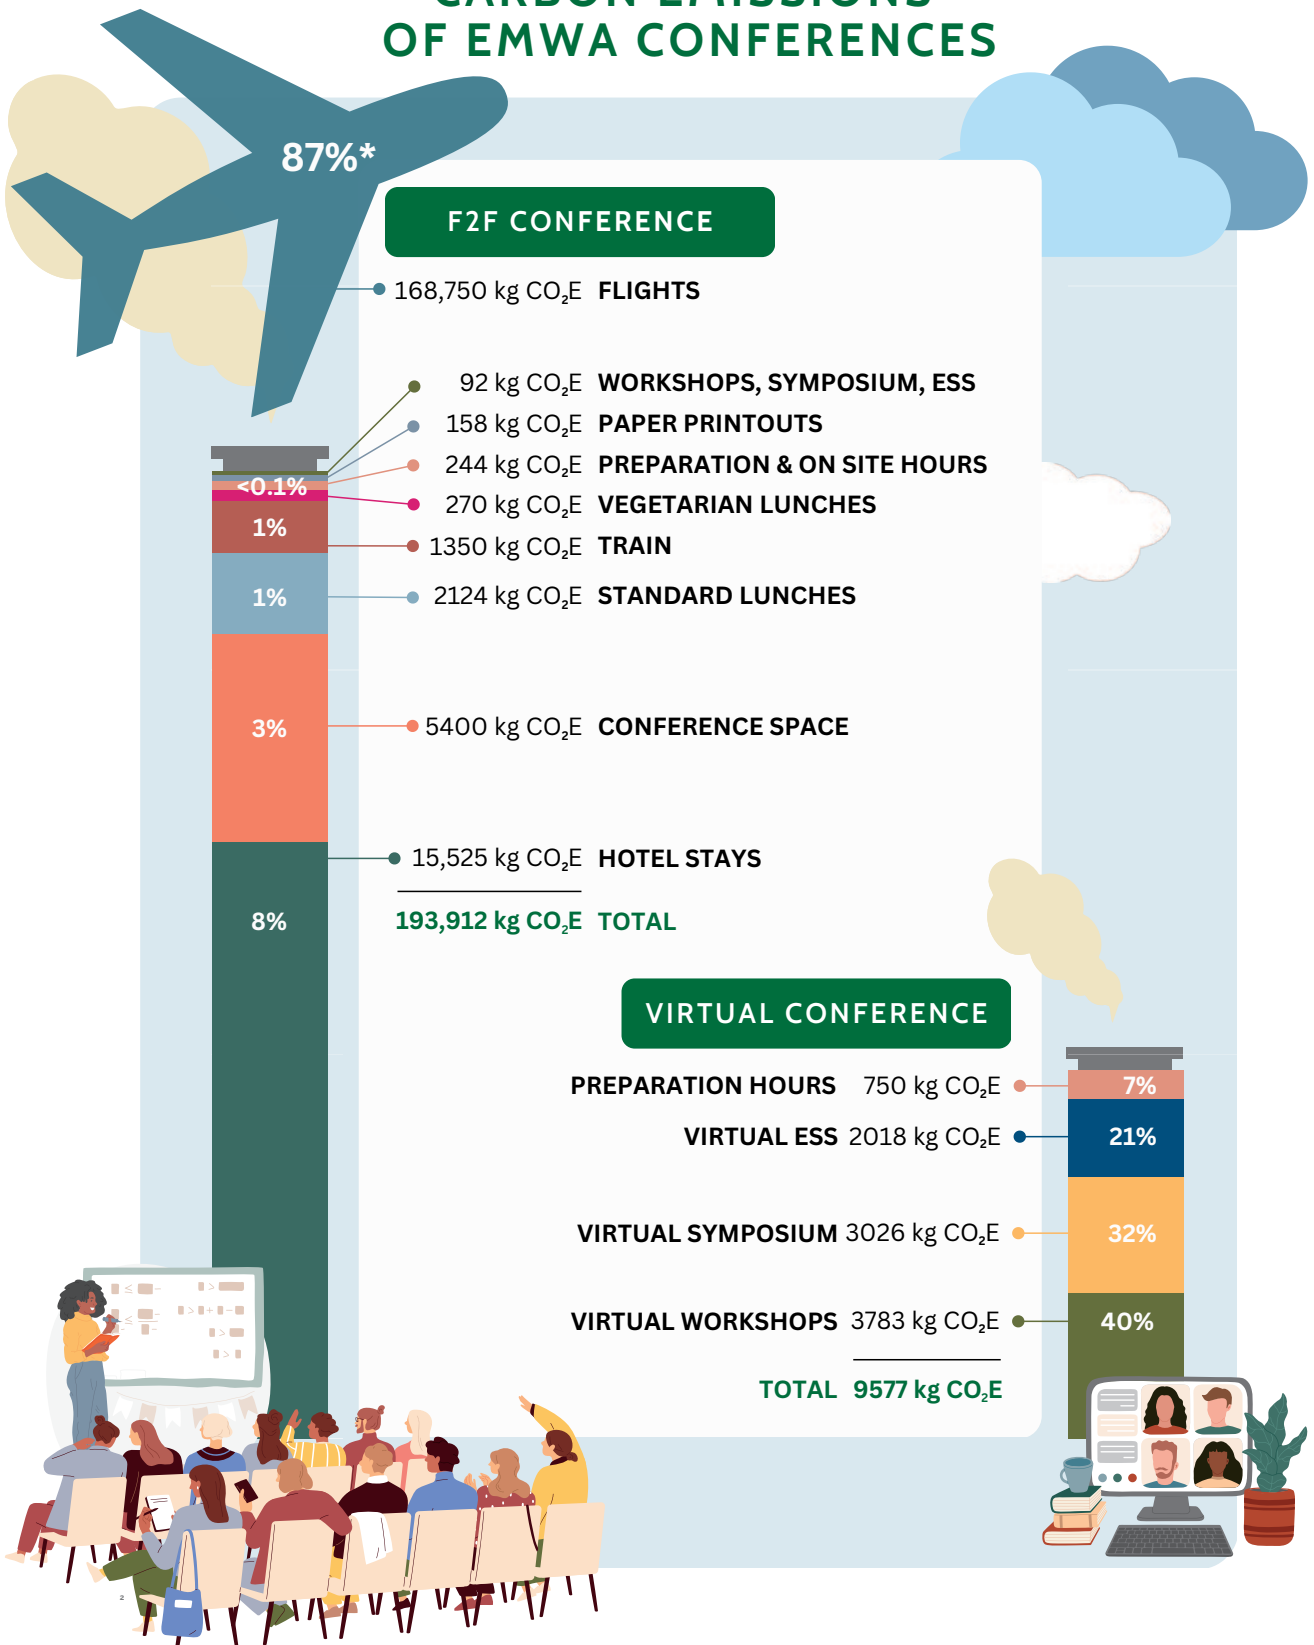 CARBON EMISSIONS
OF EMWA CONFERENCES
87%*
F2F CONFERENCE
168,750 kg CO₂E FLIGHTS
92 kg CO₂E WORKSHOPS, SYMPOSIUM, ESS
158 kg CO₂E PAPER PRINTOUTS
<0.1%
244 kg CO₂E PREPARATION & ON SITE HOURS
270 kg CO₂E VEGETARIAN LUNCHES
1%
1350 kg CO₂E TRAIN
1%
2124 kg CO₂E STANDARD LUNCHES
3%
5400 kg CO₂E CONFERENCE SPACE
15,525 kg CO₂E HOTEL STAYS
8%
193,912 kg CO₂E TOTAL
VIRTUAL CONFERENCE
PREPARATION HOURS 750 kg CO₂E 7%
VIRTUAL ESS 2018 kg CO₂E 21%
VIRTUAL SYMPOSIUM 3026 kg CO₂E 32%
VIRTUAL WORKSHOPS 3783 kg CO₂E 40%
TOTAL 9577 kg CO₂E
2